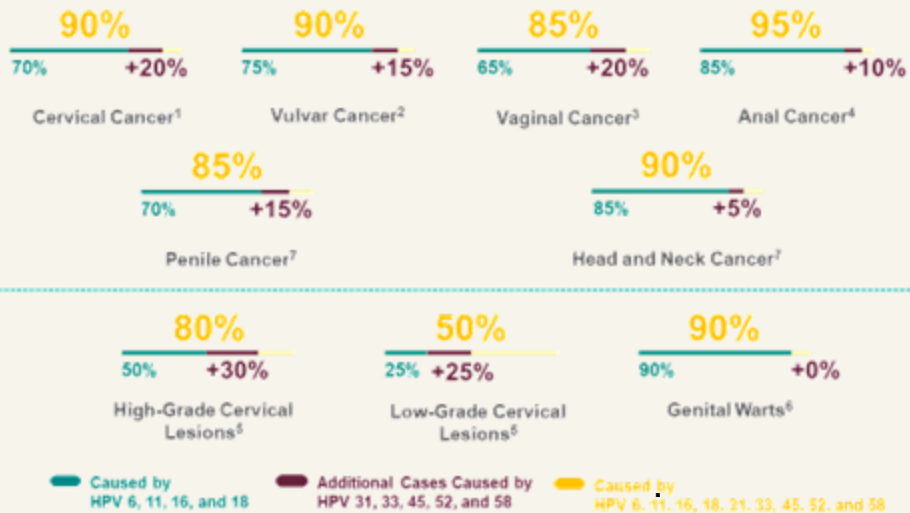 90% 90% 85% 95%
70% +20% 75% +15% 65% +20% 85% +10%
Cervical Cancer¹ Vulvar Cancer² Vaginal Cancer³ Anal Cancer⁴
85% 90%
70% +15% 85% +5%
Penile Cancer⁷ Head and Neck Cancer⁷
80% 50% 90%
50% +30% 25% +25% 90% +0%
High-Grade Cervical Low-Grade Cervical Genital Warts⁶
Lesions⁵ Lesions⁵
Caused by Additional Cases Caused by Caused by
HPV 6, 11, 16, and 18 HPV 31, 33, 45, 52, and 58 HPV 6, 11, 16, 18, 31, 33, 45, 52, and 58